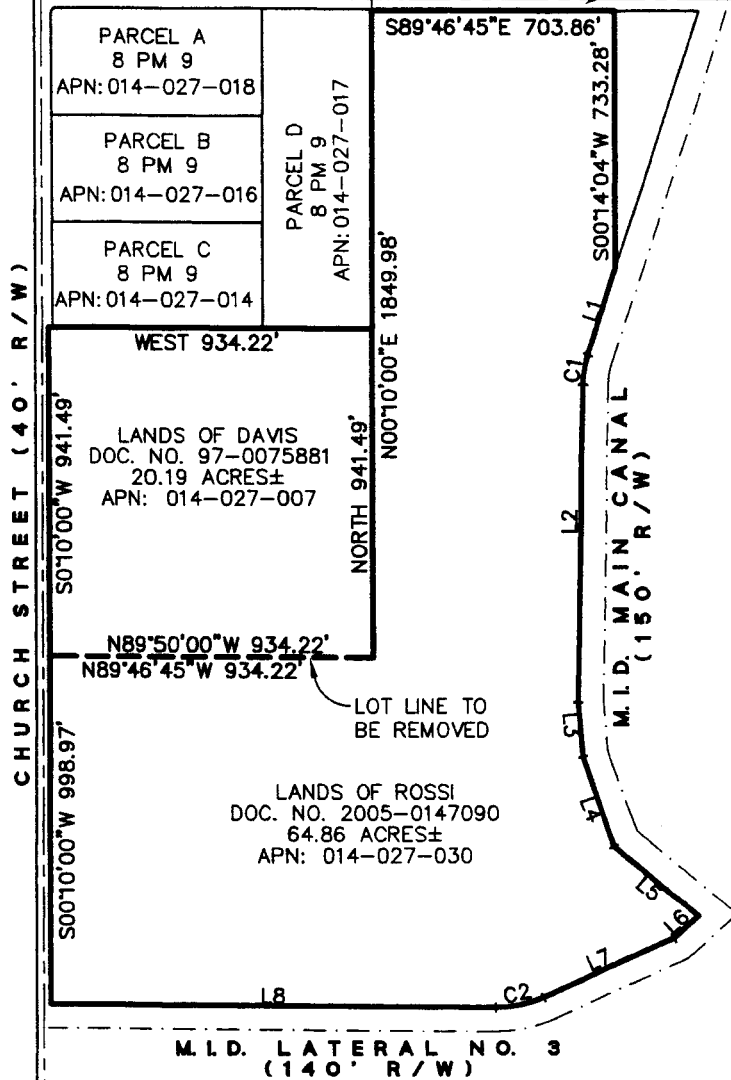 S89°46'45"E 703.86'
PARCEL A
8 PM 9
APN: 014-027-018
PARCEL B
8 PM 9
APN: 014-027-016
PARCEL C
8 PM 9
APN: 014-027-014
PARCEL D
8 PM 9
APN: 014-027-017
S00°14'04"W 733.28'
N00°10'00"E 1849.98'
L1
C1
WEST 934.22'
CHURCH STREET (40' R/W)
S0°10'00"W 941.49'
LANDS OF DAVIS
DOC. NO. 97-0075881
20.19 ACRES±
APN: 014-027-007
NORTH 941.49'
L2
M.I.D. MAIN CANAL
(150' R/W)
N89°50'00"W 934.22'
N89°46'45"W 934.22'
LOT LINE TO
BE REMOVED
L3
S00°10'00"W 998.97'
LANDS OF ROSSI
DOC. NO. 2005-0147090
64.86 ACRES±
APN: 014-027-030
L4
L5
L6
L7
L8
C2
M.I.D. LATERAL NO. 3
(140' R/W)